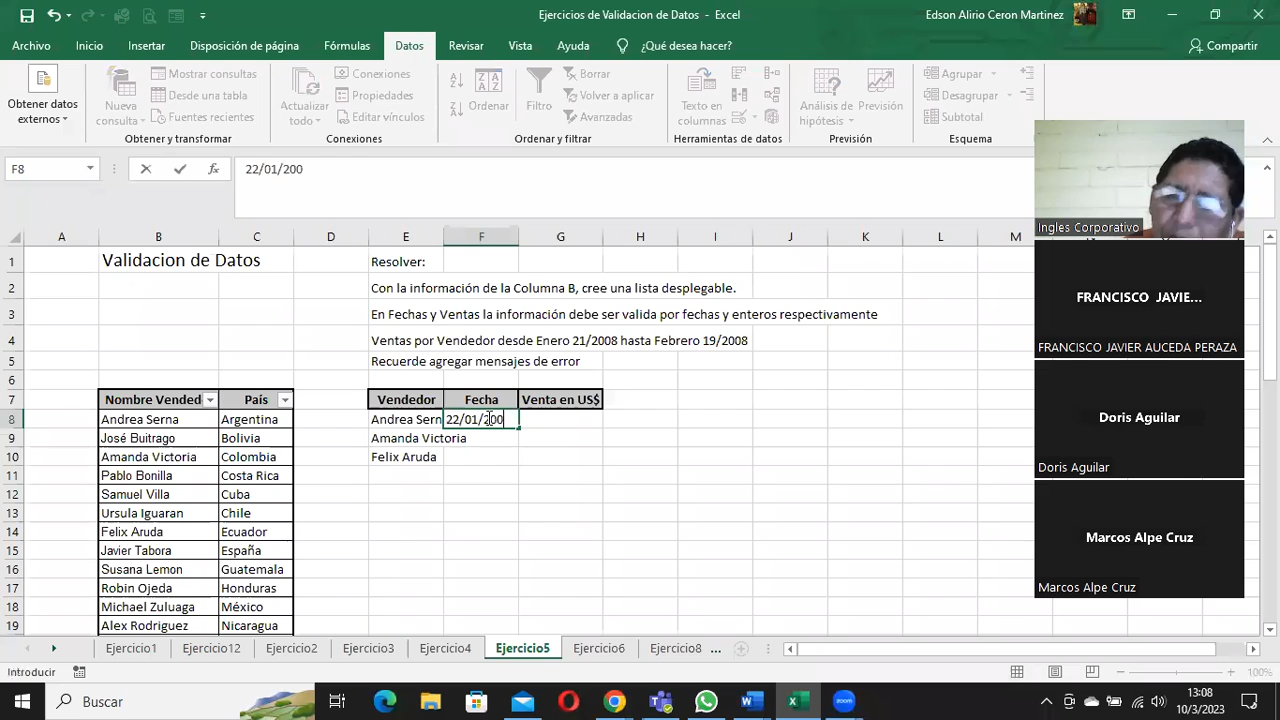 Ejercicios de Validacion de Datos - Excel
Edson Alirio Ceron Martinez
Archivo Inicio Insertar Disposición de página Fórmulas Datos Revisar Vista Ayuda ¿Qué desea hacer? Compartir
Obtener datos externos
Nueva consulta
Mostrar consultas
Desde una tabla
Fuentes recientes
Obtener y transformar
Actualizar todo
Conexiones
Propiedades
Editar vínculos
Conexiones
Ordenar
Filtro
Borrar
Volver a aplicar
Avanzadas
Ordenar y filtrar
Texto en columnas
Herramientas de datos
Análisis de hipótesis
Previsión
Previsión
Agrupar
Desagrupar
Subtotal
Esquema
F8
22/01/200
A B C D E F G H I J K L M
1 Validacion de Datos Resolver:
2 Con la información de la Columna B, cree una lista desplegable.
3 En Fechas y Ventas la información debe ser valida por fechas y enteros respectivamente
4 Ventas por Vendedor desde Enero 21/2008 hasta Febrero 19/2008
5 Recuerde agregar mensajes de error
6
7 Nombre Vended País Vendedor Fecha Venta en US$
8 Andrea Serna Argentina Andrea Sern 22/01/200
9 José Buitrago Bolivia Amanda Victoria
10 Amanda Victoria Colombia Felix Aruda
11 Pablo Bonilla Costa Rica
12 Samuel Villa Cuba
13 Ursula Iguaran Chile
14 Felix Aruda Ecuador
15 Javier Tabora España
16 Susana Lemon Guatemala
17 Robin Ojeda Honduras
18 Michael Zuluaga México
19 Alex Rodriguez Nicaragua
Ingles Corporativo
FRANCISCO JAVIE...
FRANCISCO JAVIER AUCEDA PERAZA
Doris Aguilar
Doris Aguilar
Marcos Alpe Cruz
Marcos Alpe Cruz
Ejercicio1 Ejercicio12 Ejercicio2 Ejercicio3 Ejercicio4 Ejercicio5 Ejercicio6 Ejercicio8 ...
Introducir
100%
Buscar
zoom
13:08
10/3/2023